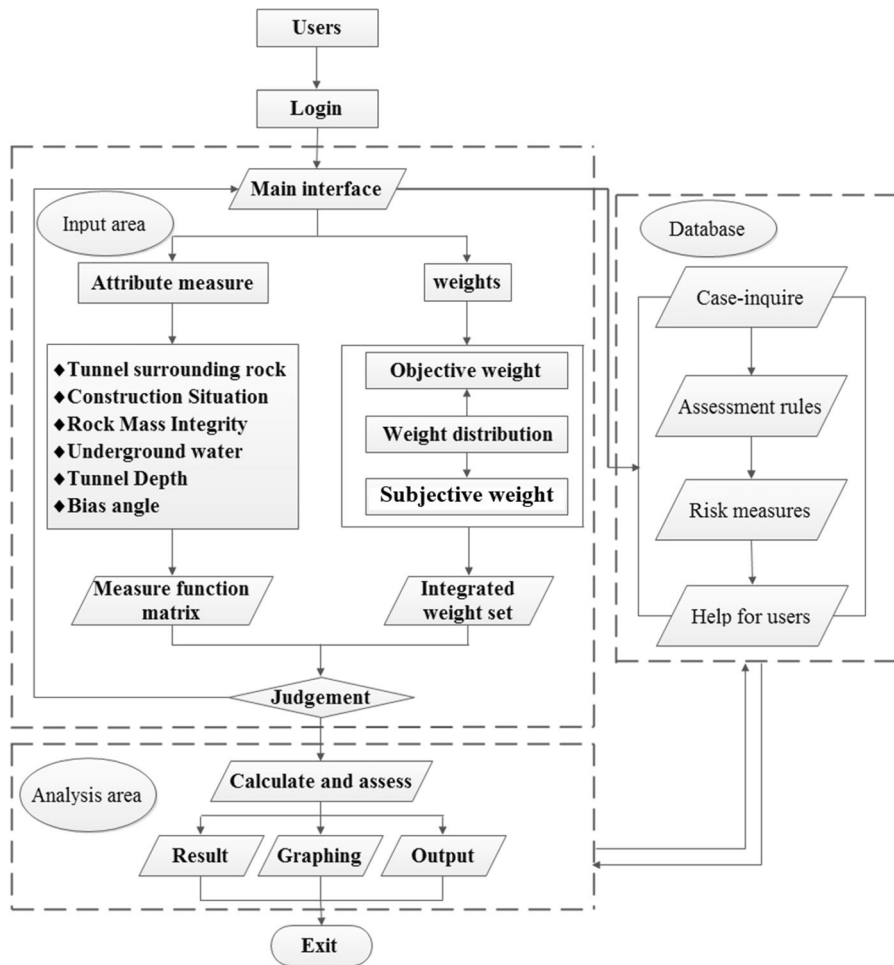 Users
Login
Main interface
Input area
Database
Attribute measure
weights
Case-inquire
♦Tunnel surrounding rock
♦Construction Situation
♦Rock Mass Integrity
♦Underground water
♦Tunnel Depth
♦Bias angle
Objective weight
Weight distribution
Subjective weight
Assessment rules
Risk measures
Measure function
matrix
Integrated
weight set
Help for users
Judgement
Calculate and assess
Analysis area
Result
Graphing
Output
Exit